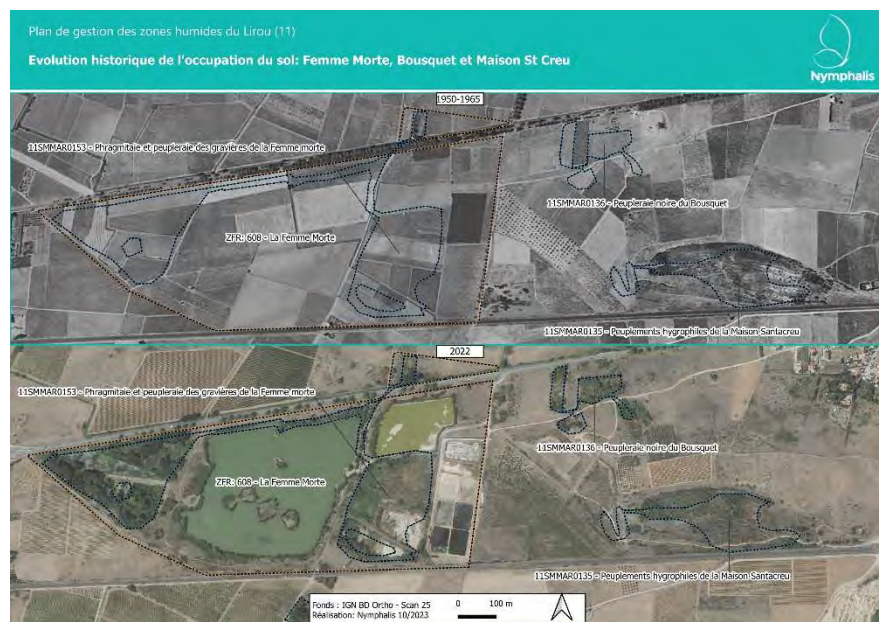 Plan de gestion des zones humides du Lirou (11)
Evolution historique de l'occupation du sol: Femme Morte, Bousquet et Maison St Creu
Nymphalis
1950-1965
11SMMAR0153 - Phragmitaie et peupleraie des gravières de la Femme morte
11SMMAR0136 - Peupleraie noire du Bousquet
ZFR: 608 - La Femme Morte
11SMMAR0135 - Peuplements hygrophiles de la Maison Santacreu
2022
11SMMAR0153 - Phragmitaie et peupleraie des gravières de la Femme morte
11SMMAR0136 - Peupleraie noire du Bousquet
ZFR: 608 - La Femme Morte
11SMMAR0135 - Peuplements hygrophiles de la Maison Santacreu
Fonds : IGN BD Ortho - Scan 25
Réalisation: Nymphalis 10/2023
0 100 m